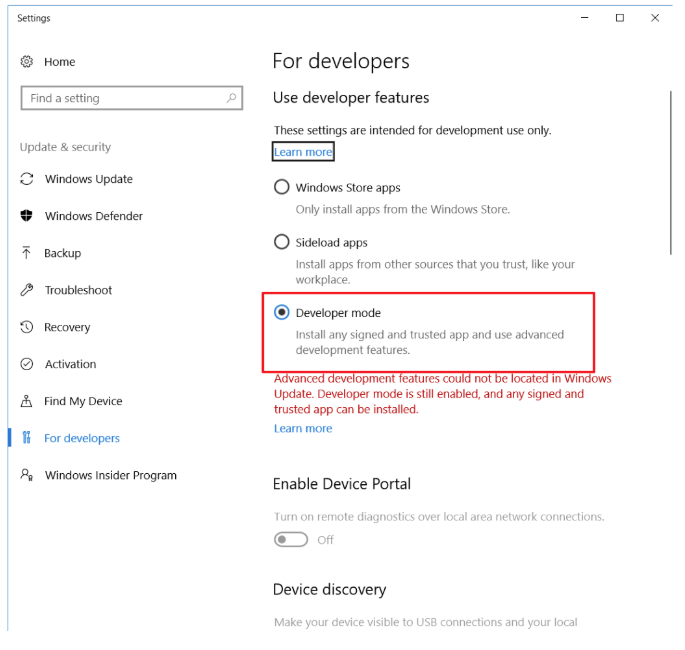 Settings
Home
Find a setting
Update & security
Windows Update
Windows Defender
Backup
Troubleshoot
Recovery
Activation
Find My Device
For developers
Windows Insider Program
For developers
Use developer features
These settings are intended for development use only.
Learn more
Windows Store apps
Only install apps from the Windows Store.
Sideload apps
Install apps from other sources that you trust, like your
workplace.
Developer mode
Install any signed and trusted app and use advanced
development features.
Advanced development features could not be located in Windows
Update. Developer mode is still enabled, and any signed and
trusted app can be installed.
Learn more
Enable Device Portal
Turn on remote diagnostics over local area network connections.
Off
Device discovery
Make your device visible to USB connections and your local